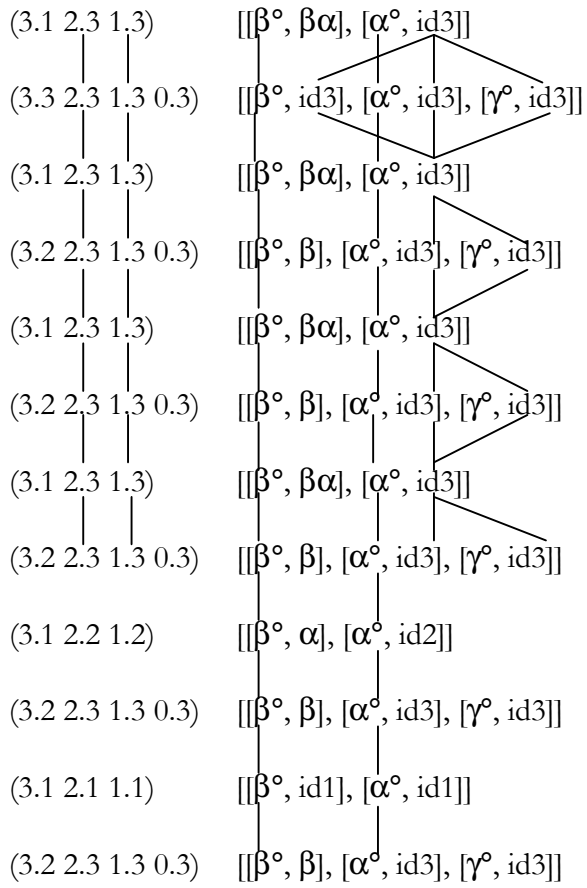 (3.1 2.3 1.3) [[β°, βα], [α°, id3]]
(3.3 2.3 1.3 0.3) [[β°, id3], [α°, id3], [γ°, id3]]
(3.1 2.3 1.3) [[β°, βα], [α°, id3]]
(3.2 2.3 1.3 0.3) [[β°, β], [α°, id3], [γ°, id3]]
(3.1 2.3 1.3) [[β°, βα], [α°, id3]]
(3.2 2.3 1.3 0.3) [[β°, β], [α°, id3], [γ°, id3]]
(3.1 2.3 1.3) [[β°, βα], [α°, id3]]
(3.2 2.3 1.3 0.3) [[β°, β], [α°, id3], [γ°, id3]]
(3.1 2.2 1.2) [[β°, α], [α°, id2]]
(3.2 2.3 1.3 0.3) [[β°, β], [α°, id3], [γ°, id3]]
(3.1 2.1 1.1) [[β°, id1], [α°, id1]]
(3.2 2.3 1.3 0.3) [[β°, β], [α°, id3], [γ°, id3]]